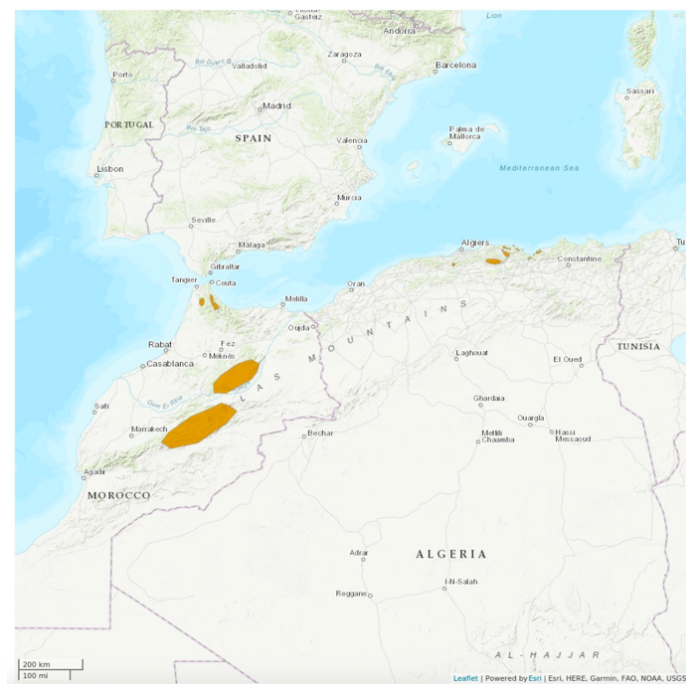 Lion
Gasteiz
Andorra
Zaragoza
Valladolid
Barcelona
Porto
Sassari
Madrid
PORTUGAL
Palma de
Mallorca
SPAIN
Valencia
Lisbon
Mediterranean Sea
Murcia
Seville
Malaga
Algiers
Tu
Constantine
Gibraltar
Tangier
Ceuta
Oran
Melilla
Oujda
Rabat
Fez
Meknès
Casablanca
ATLAS MOUNTAINS
Laghouat
El Oued
TUNISIA
Ghardaia
Safi
Ouargla
Marrakech
Bechar
Metlili
Chaamba
Hassi
Messaoud
Agadir
MOROCCO
Adrar
ALGERIA
I-N-Salah
Reggane
AL-HAJJAR
200 km
100 mi
Leaflet | Powered by Esri | Esri, HERE, Garmin, FAO, NOAA, USGS